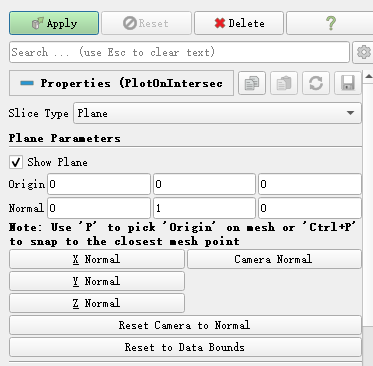 Apply Reset Delete ?
Search ... (use Esc to clear text)
Properties (PlotOnIntersec
Slice Type Plane
Plane Parameters
Show Plane
Origin 0 0 0
Normal 0 1 0
Note: Use 'P' to pick 'Origin' on mesh or 'Ctrl+P'
to snap to the closest mesh point
X Normal Camera Normal
Y Normal
Z Normal
Reset Camera to Normal
Reset to Data Bounds